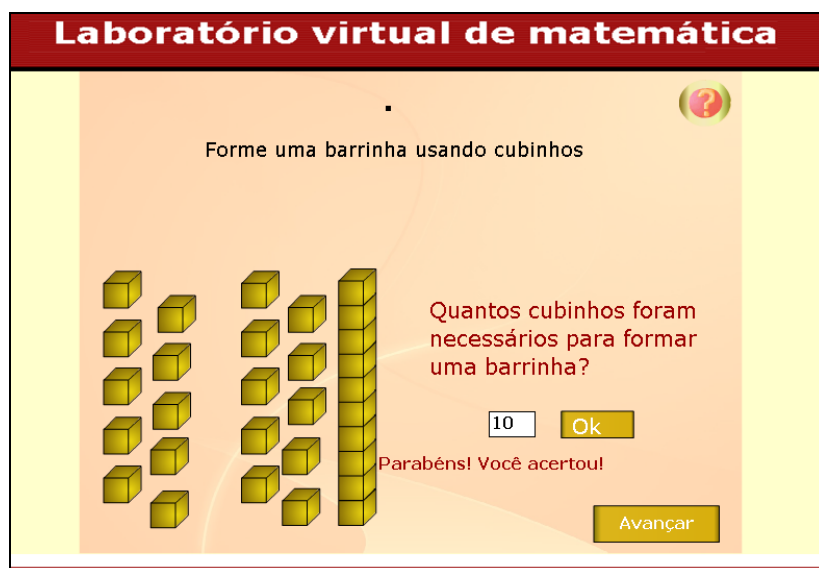 Laboratório virtual de matemática
?
Forme uma barrinha usando cubinhos
Quantos cubinhos foram
necessários para formar
uma barrinha?
10
Ok
Parabéns! Você acertou!
Avançar